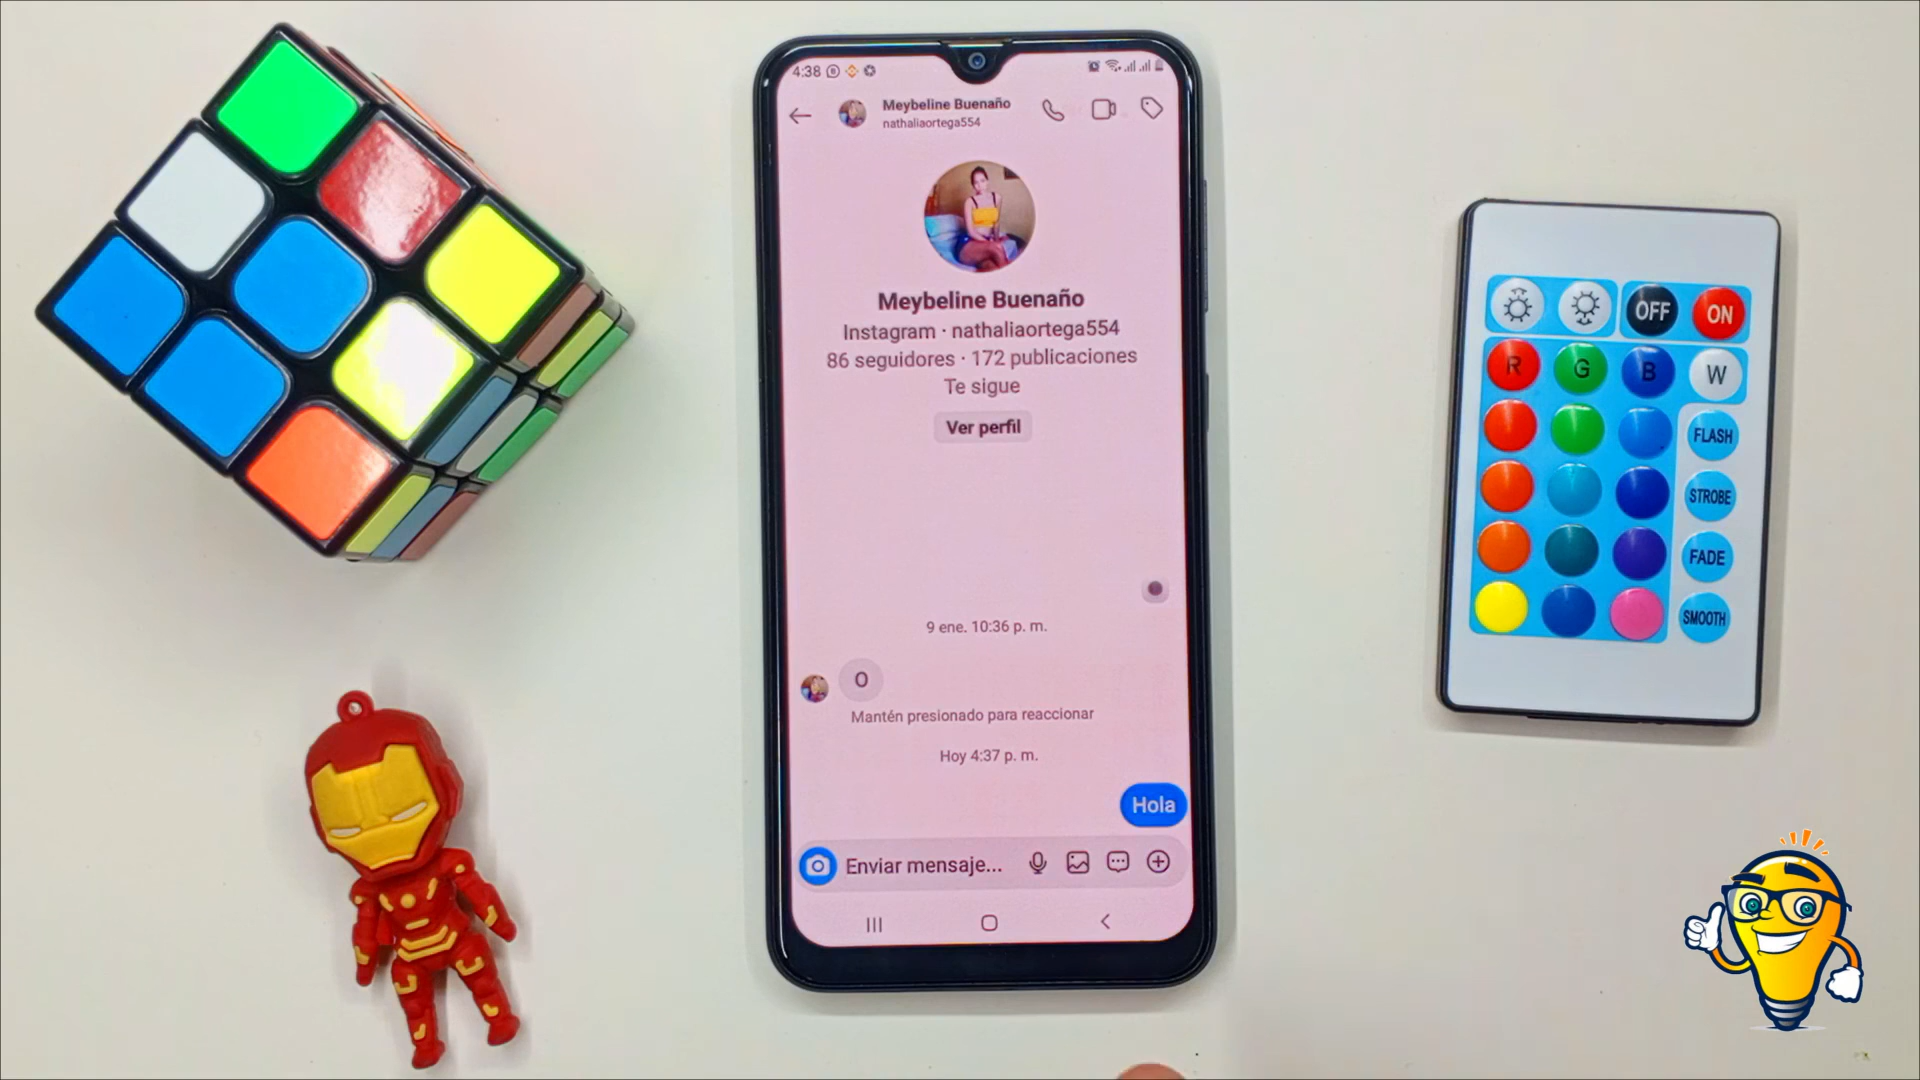 4:38
Meybeline Buenaño
nathaliaortega554
Meybeline Buenaño
Instagram · nathaliaortega554
86 seguidores · 172 publicaciones
Te sigue
Ver perfil
9 ene. 10:36 p. m.
O
Mantén presionado para reaccionar
Hoy 4:37 p. m.
Hola
Enviar mensaje...
OFF ON
R G B W
FLASH
STROBE
FADE
SMOOTH